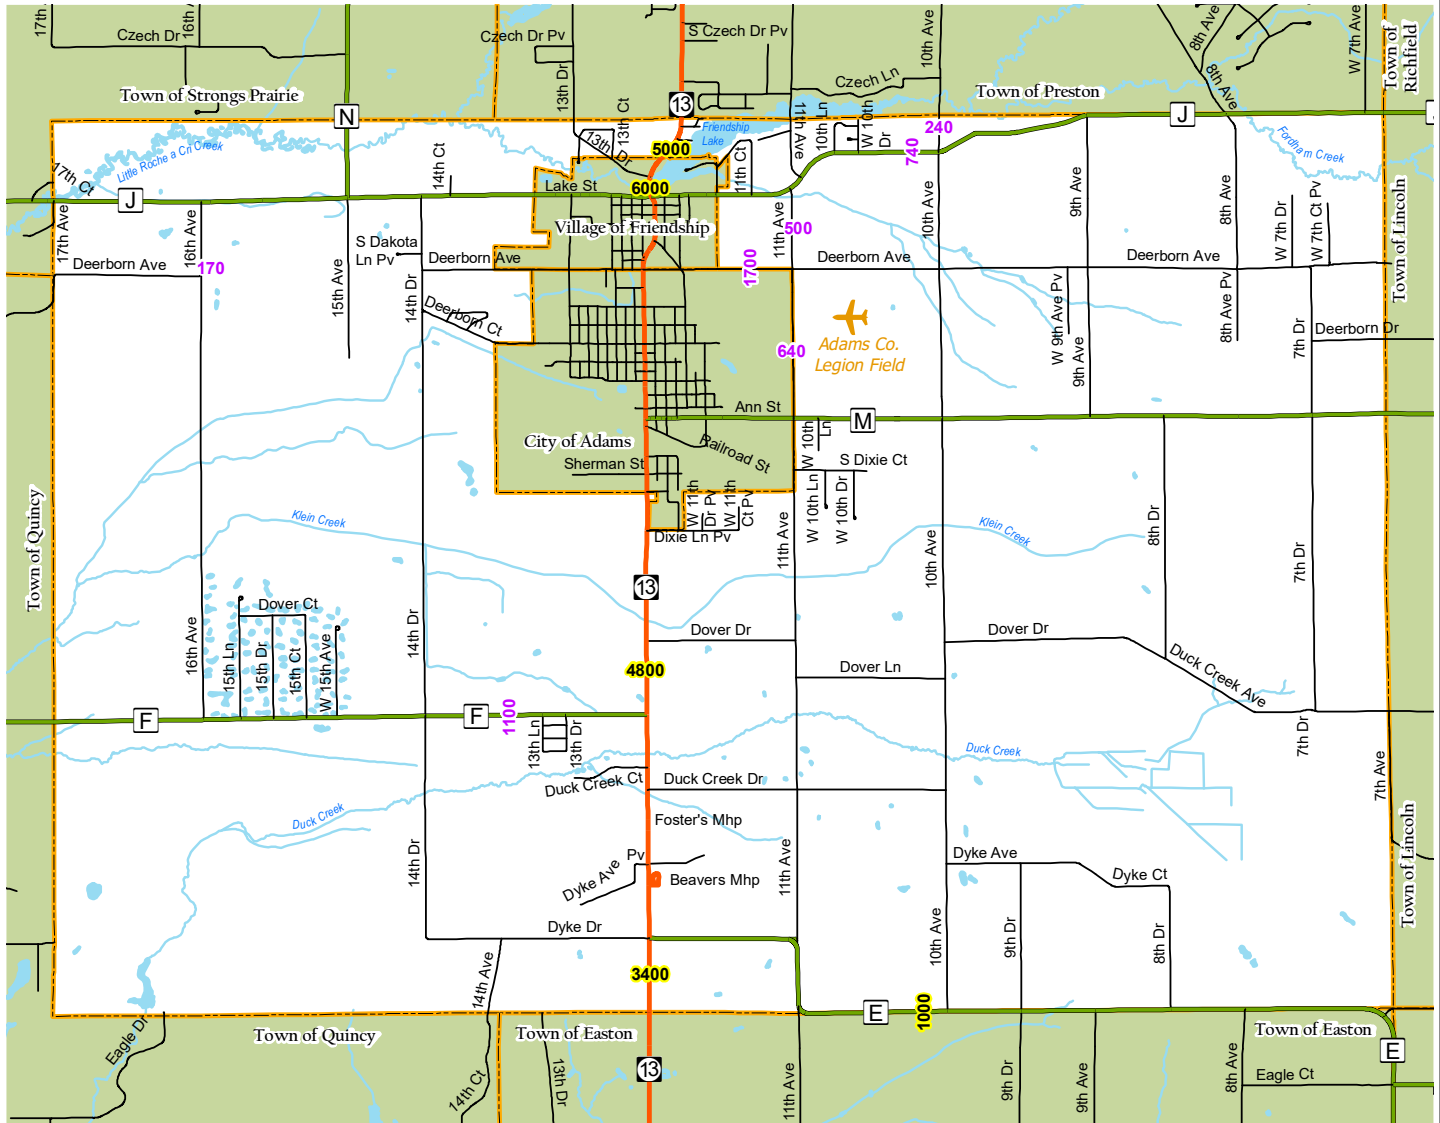 17th
16th A
Czech Dr
Czech Dr Pv
S Czech Dr Pv
10th Ave
8th Ave
W 7th Ave
Town of
Richfield
Town of Strongs Prairie
13th Dr
13th Ct
13
Czech Ln
Town of Preston
8th Ave
N
J
Friendship
Lake
11th Ave
10th Ln
W 10th
Dr
240
740
Fordham Creek
Little Roche a Cri Creek
17th Ct
14th Ct
13th Dr
5000
11th Ct
J
Lake St
6000
9th Ave
8th Ave
W 7th Dr
W 7th Ct Pv
Town of Lincoln
17th Ave
16th Ave
Village of Friendship
11th Ave
500
10th Ave
S Dakota
Ln Pv
Deerborn Ave
170
15th Ave
14th Dr
Deerborn Ave
1700
Deerborn Ave
Deerborn Ave
Deerborn Ct
Adams Co.
Legion Field
640
W 9th Ave Pv
9th Ave
8th Ave Pv
7th Dr
Deerborn Dr
Ann St
M
City of Adams
Railroad St
W 10th
Ln
Sherman St
S Dixie Ct
W 11th
Dr Pv
W 11th
Ct Pv
W 10th Ln
W 10th Dr
Dixie Ln Pv
Town of Quincy
Klein Creek
Klein Creek
11th Ave
10th Ave
8th Dr
7th Dr
13
Dover Ct
16th Ave
15th Ln
15th Dr
15th Ct
W 15th Ave
14th Dr
Dover Dr
Dover Dr
4800
Dover Ln
Duck Creek Ave
F
F
1100
13th Ln
13th Dr
Duck Creek
7th Dr
7th Ave
Duck Creek Ct
Duck Creek Dr
Duck Creek
Foster's Mhp
14th Dr
Pv
Dyke Ave
Beavers Mhp
11th Ave
Dyke Ave
Dyke Ct
Town of Lincoln
Dyke Dr
10th Ave
9th Dr
8th Dr
14th Ave
3400
E
1000
Eagle Dr
Town of Quincy
Town of Easton
Town of Easton
E
14th Ct
13th Dr
13
11th Ave
9th Dr
9th Ave
8th Ave
Eagle Ct